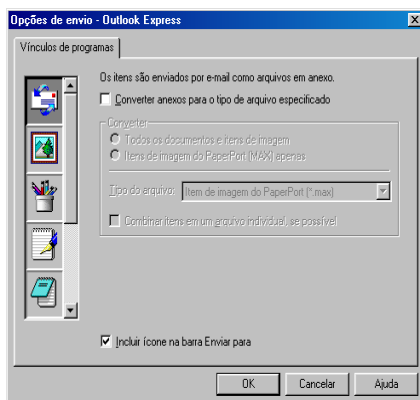 Opções de envio - Outlook Express
Vínculos de programas
Os itens são enviados por e-mail como arquivos em anexo.
Converter anexos para o tipo de arquivo especificado
Converter
Todos os documentos e itens de imagem
Itens de imagem do PaperPort (MAX) apenas
Tipo do arquivo: Item de imagem do PaperPort (*.max)
Combinar itens em um arquivo individual, se possível
Incluir ícone na barra Enviar para
OK Cancelar Ajuda